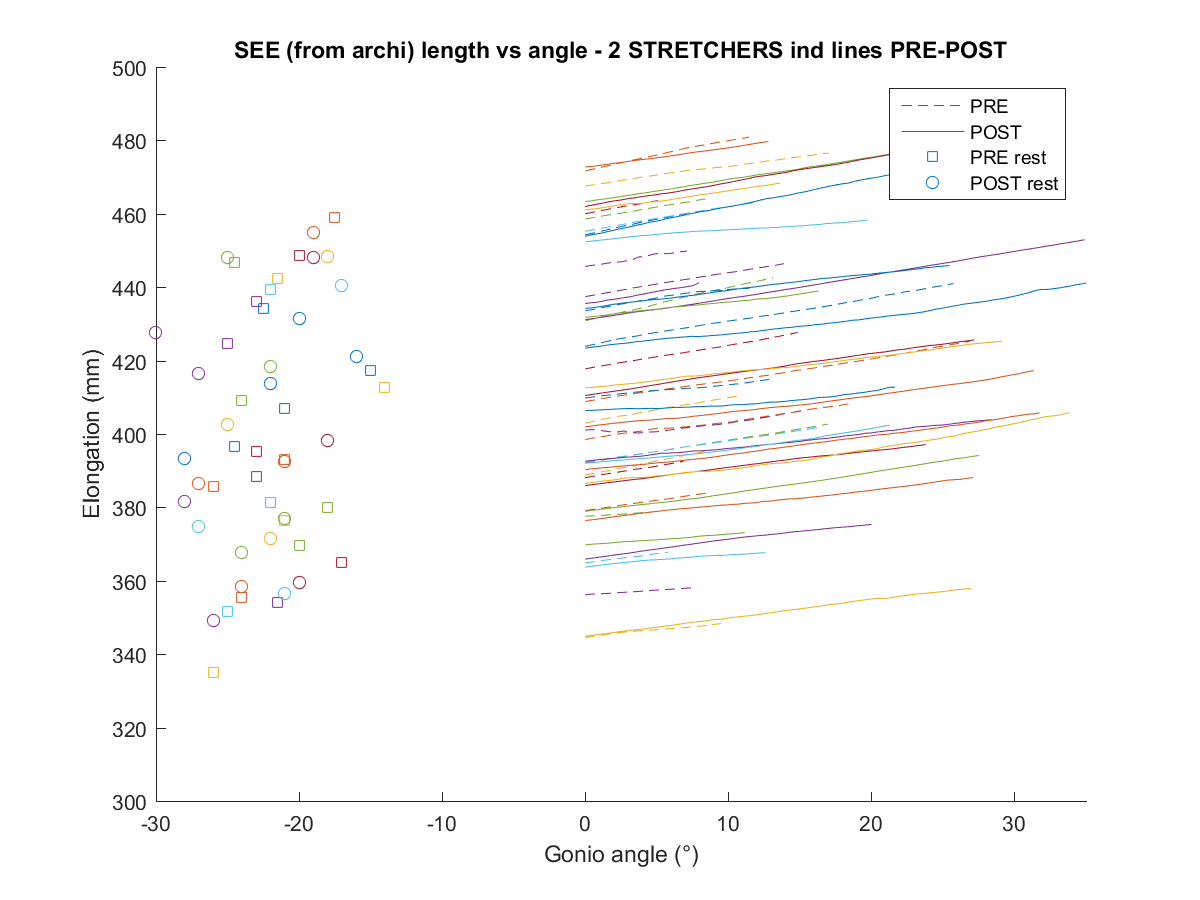 SEE (from archi) length vs angle - 2 STRETCHERS ind lines PRE-POST
PRE
POST
PRE rest
POST rest
500
480
460
440
420
400
380
360
340
320
300
Elongation (mm)
-30
-20
-10
0
10
20
30
Gonio angle (°)